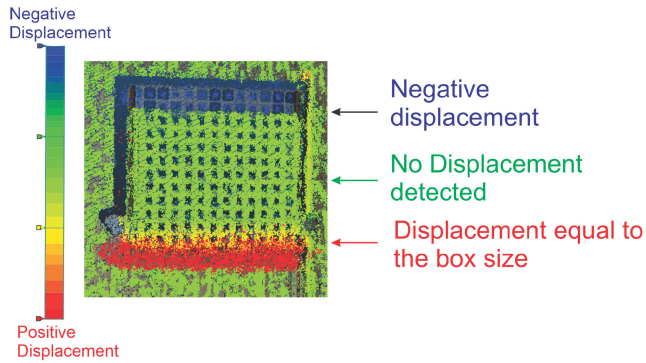 Negative
Displacement
Negative
displacement
No Displacement
detected
Displacement equal to
the box size
Positive
Displacement